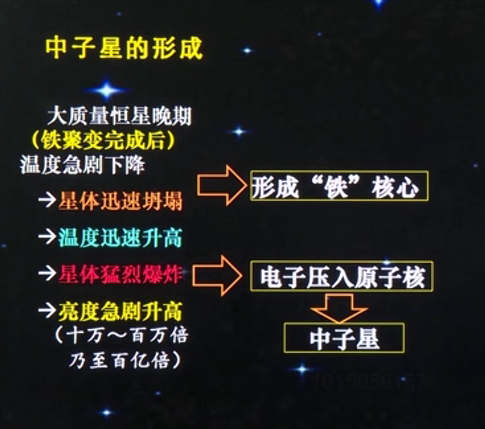 中子星的形成
大质量恒星晚期
（铁聚变完成后）
温度急剧下降
→星体迅速坍塌
形成“铁”核心
→温度迅速升高
→星体猛烈爆炸
电子压入原子核
→亮度急剧升高
（十万～百万倍
乃至百亿倍）
中子星